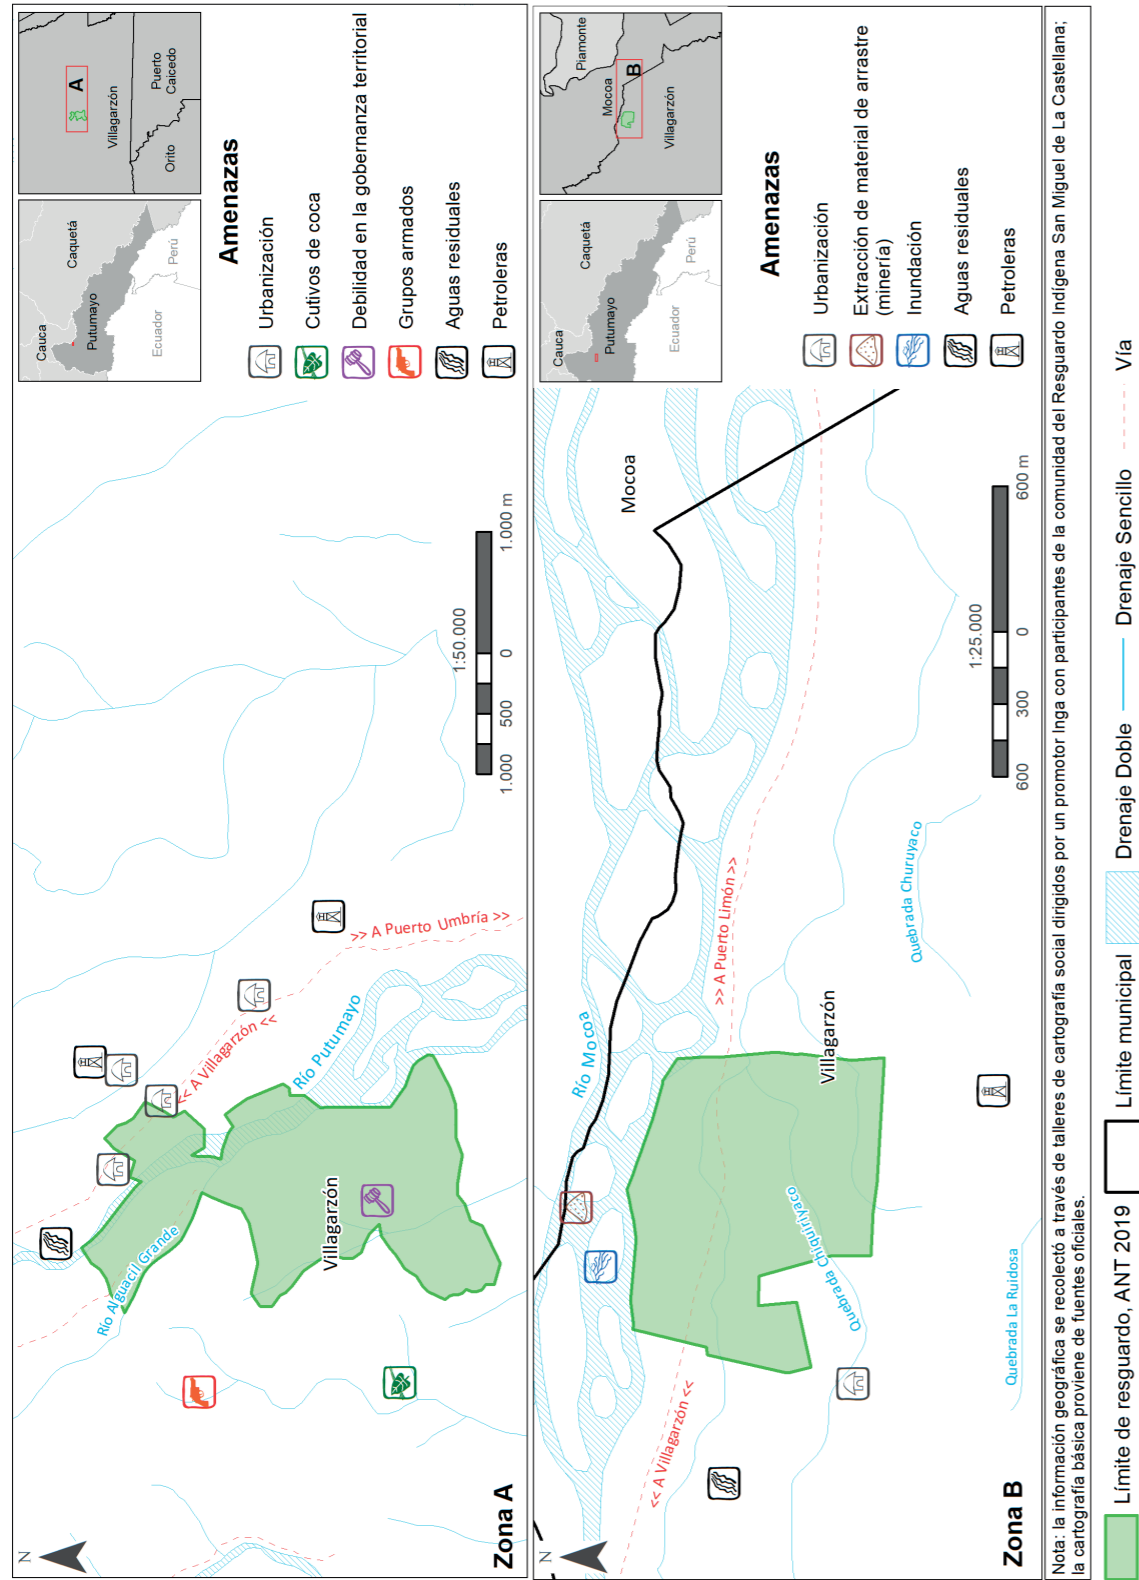 N
Zona A
Río Alguacil Grande
Villagarzón
<< A Villagarzón <<
Río Putumayo
>> A Puerto Umbría >>
1:50.000
1.000
500
0
1.000 m
Cauca
Caquetá
Putumayo
Ecuador
Perú
A
Villagarzón
Puerto
Caicedo
Orito
Amenazas
Urbanización
Cutivos de coca
Debilidad en la gobernanza territorial
Grupos armados
Aguas residuales
Petroleras
N
Zona B
Río Mocoa
Mocoa
<< A Villagarzón <<
>> A Puerto Limón >>
Villagarzón
Quebrada Chiquiriyaco
Quebrada La Ruidosa
Quebrada Churuyaco
1:25.000
600
300
0
600 m
Cauca
Caquetá
Putumayo
Ecuador
Perú
Piamonte
Mocoa
B
Villagarzón
Amenazas
Urbanización
Extracción de material de arrastre
(minería)
Inundación
Aguas residuales
Petroleras
Nota: la información geográfica se recolectó a través de talleres de cartografía social dirigidos por un promotor Inga con participantes de la comunidad del Resguardo Indígena San Miguel de La Castellana;
la cartografía básica proviene de fuentes oficiales.
Límite de resguardo, ANT 2019
Límite municipal
Drenaje Doble
Drenaje Sencillo
Vía